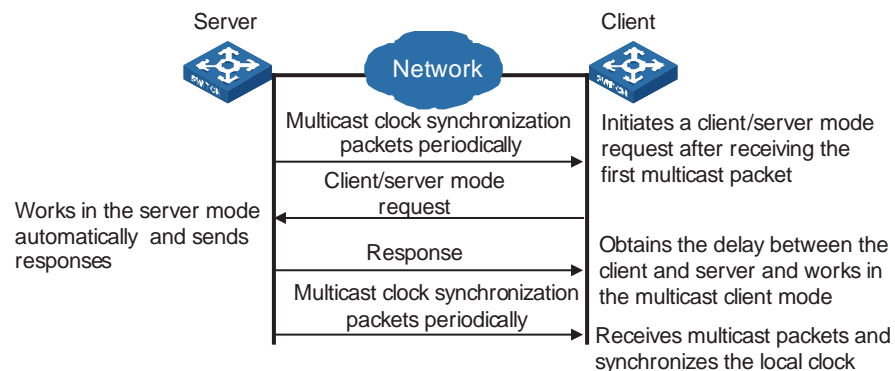 Server
Client
SWITCH
Network
SWITCH
Multicast clock synchronization
packets periodically
Initiates a client/server mode
request after receiving the
first multicast packet
Client/server mode
request
Works in the server mode
automatically and sends
responses
Response
Obtains the delay between the
client and server and works in
the multicast client mode
Multicast clock synchronization
packets periodically
Receives multicast packets and
synchronizes the local clock